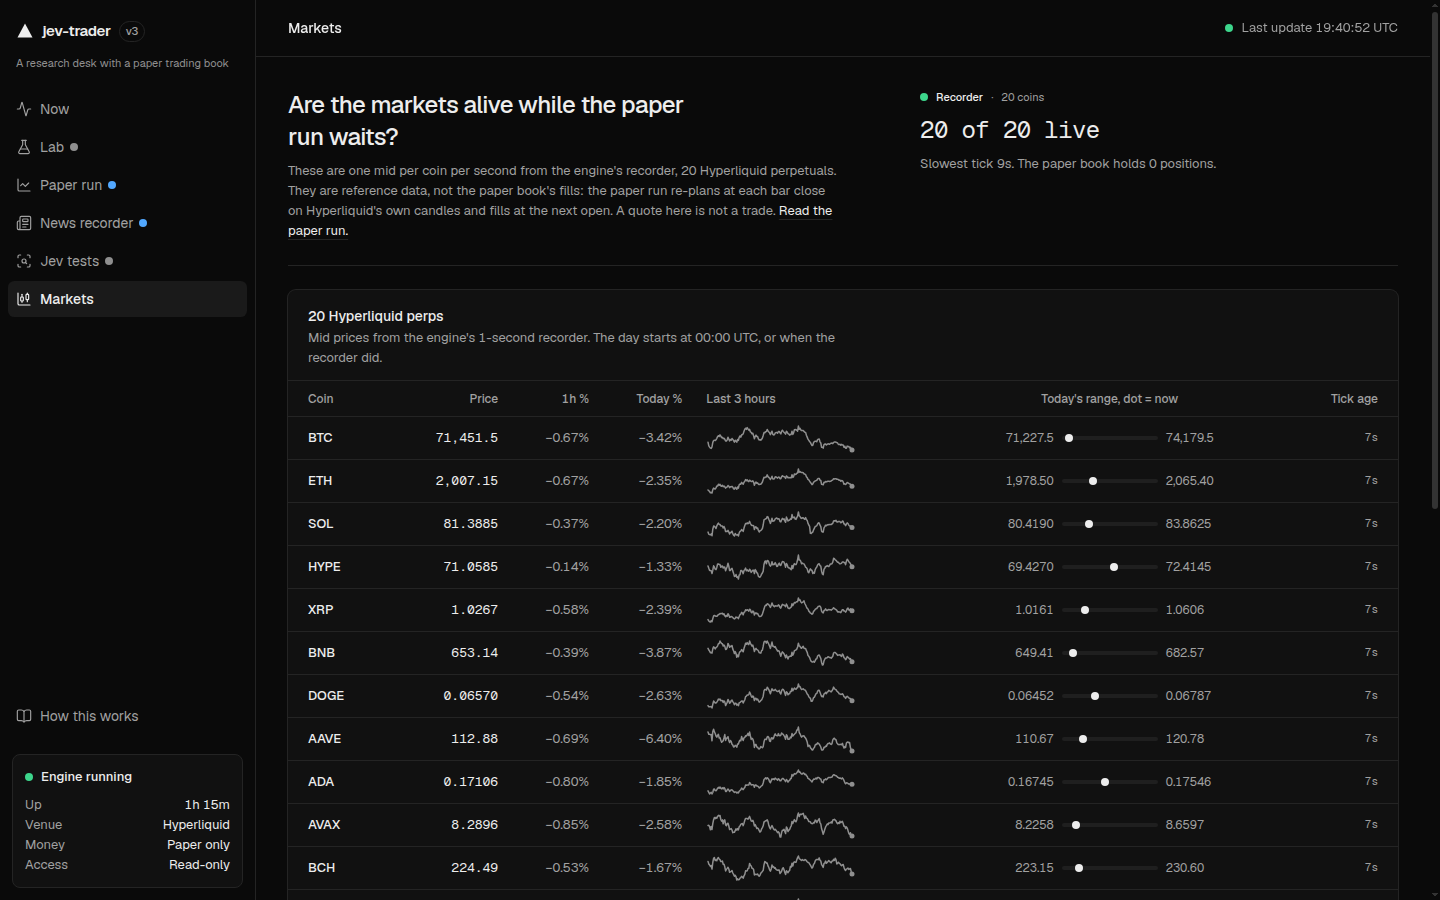 jev-trader v3
A research desk with a paper trading book
Now
Lab
Paper run
News recorder
Jev tests
Markets
How this works
Engine running
Up 1h 15m
Venue Hyperliquid
Money Paper only
Access Read-only
Markets
Last update 19:40:52 UTC
Are the markets alive while the paper
run waits?
These are one mid per coin per second from the engine's recorder, 20 Hyperliquid perpetuals.
They are reference data, not the paper book's fills: the paper run re-plans at each bar close
on Hyperliquid's own candles and fills at the next open. A quote here is not a trade. Read the
paper run.
Recorder · 20 coins
20 of 20 live
Slowest tick 9s. The paper book holds 0 positions.
20 Hyperliquid perps
Mid prices from the engine's 1-second recorder. The day starts at 00:00 UTC, or when the
recorder did.
Coin Price 1h % Today % Last 3 hours Today's range, dot = now Tick age
BTC 71,451.5 −0.67% −3.42% 71,227.5 74,179.5 7s
ETH 2,007.15 −0.67% −2.35% 1,978.50 2,065.40 7s
SOL 81.3885 −0.37% −2.20% 80.4190 83.8625 7s
HYPE 71.0585 −0.14% −1.33% 69.4270 72.4145 7s
XRP 1.0267 −0.58% −2.39% 1.0161 1.0606 7s
BNB 653.14 −0.39% −3.87% 649.41 682.57 7s
DOGE 0.06570 −0.54% −2.63% 0.06452 0.06787 7s
AAVE 112.88 −0.69% −6.40% 110.67 120.78 7s
ADA 0.17106 −0.80% −1.85% 0.16745 0.17546 7s
AVAX 8.2896 −0.85% −2.58% 8.2258 8.6597 7s
BCH 224.49 −0.53% −1.67% 223.15 230.60 7s